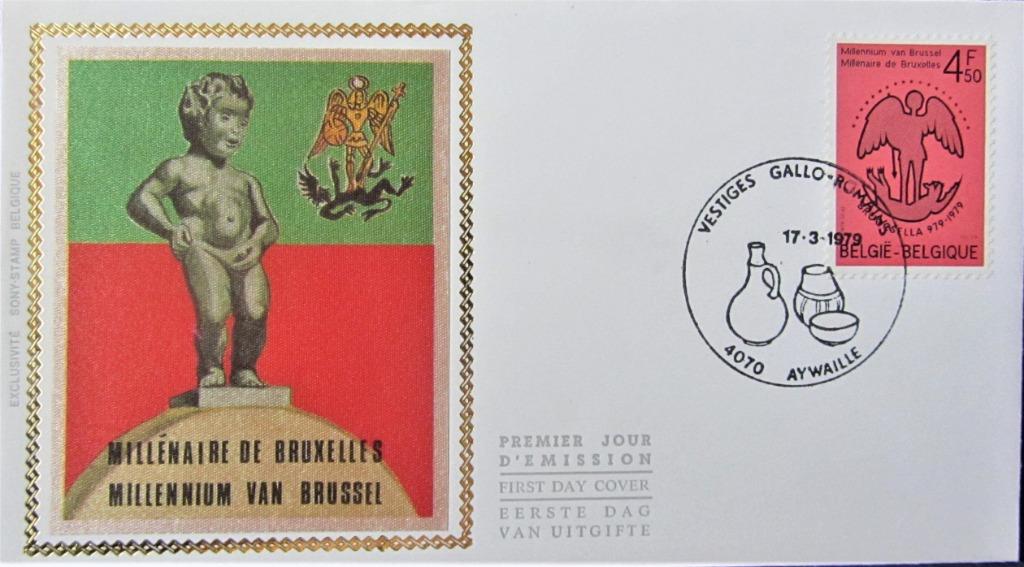 EXCLUSIVITÉ SONY-STAMP BELGIQUE
MILLÉNAIRE DE BRUXELLES
MILLENNIUM VAN BRUSSEL
PREMIER JOUR
D'EMISSION
FIRST DAY COVER
EERSTE DAG
VAN UITGIFTE
Millennium van Brussel
Millénaire de Bruxelles
4F50
BRUOCSELLA 979-1979
BELGIË-BELGIQUE
VESTIGES GALLO-ROMAINS
17-3-1979
4070 AYWAILLE